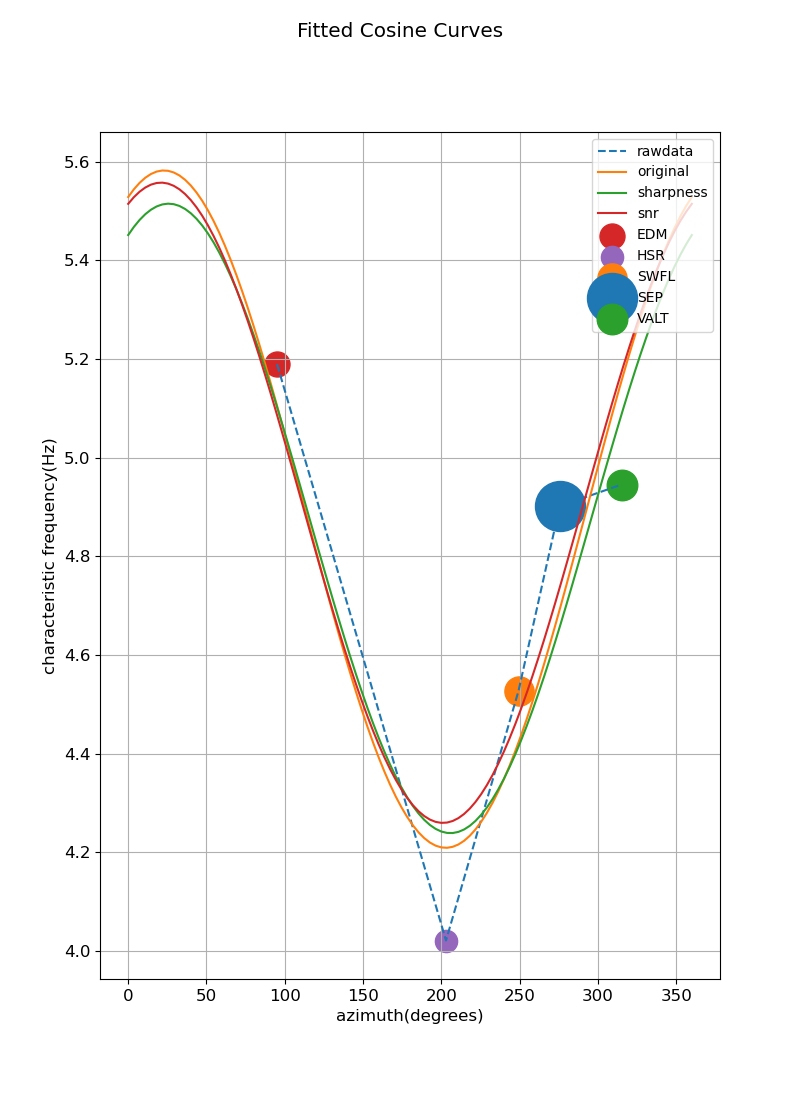 Fitted Cosine Curves
rawdata
original
sharpness
snr
EDM
HSR
SWFL
SEP
VALT
characteristic frequency(Hz)
5.6
5.4
5.2
5.0
4.8
4.6
4.4
4.2
4.0
0 50 100 150 200 250 300 350
azimuth(degrees)